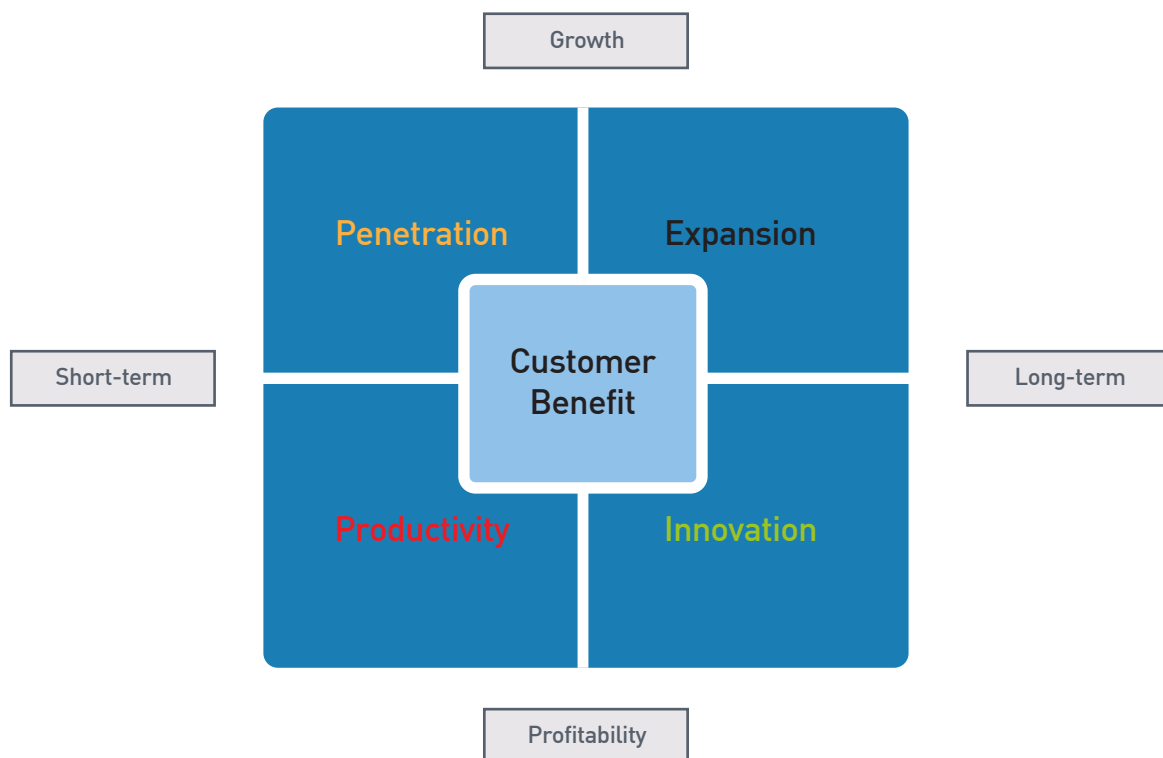 Growth
Penetration
Expansion
Customer
Benefit
Short-term
Long-term
Productivity
Innovation
Profitability